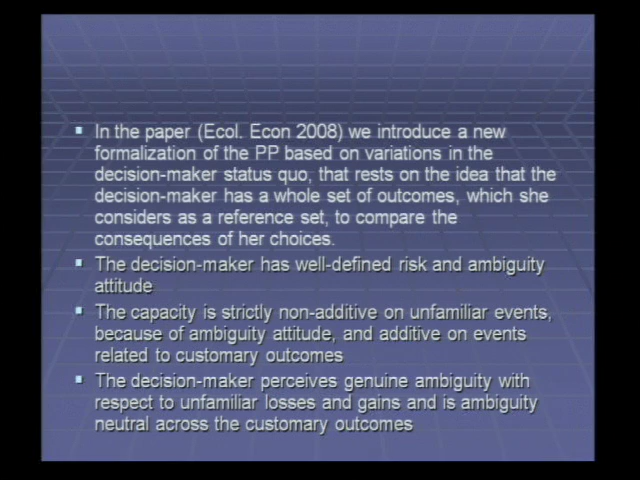 In the paper (Ecol. Econ 2008) we introduce a new
formalization of the PP based on variations in the
decision-maker status quo, that rests on the idea that the
decision-maker has a whole set of outcomes, which she
considers as a reference set, to compare the
consequences of her choices.
The decision-maker has well-defined risk and ambiguity
attitude
The capacity is strictly non-additive on unfamiliar events,
because of ambiguity attitude, and additive on events
related to customary outcomes
The decision-maker perceives genuine ambiguity with
respect to unfamiliar losses and gains and is ambiguity
neutral across the customary outcomes